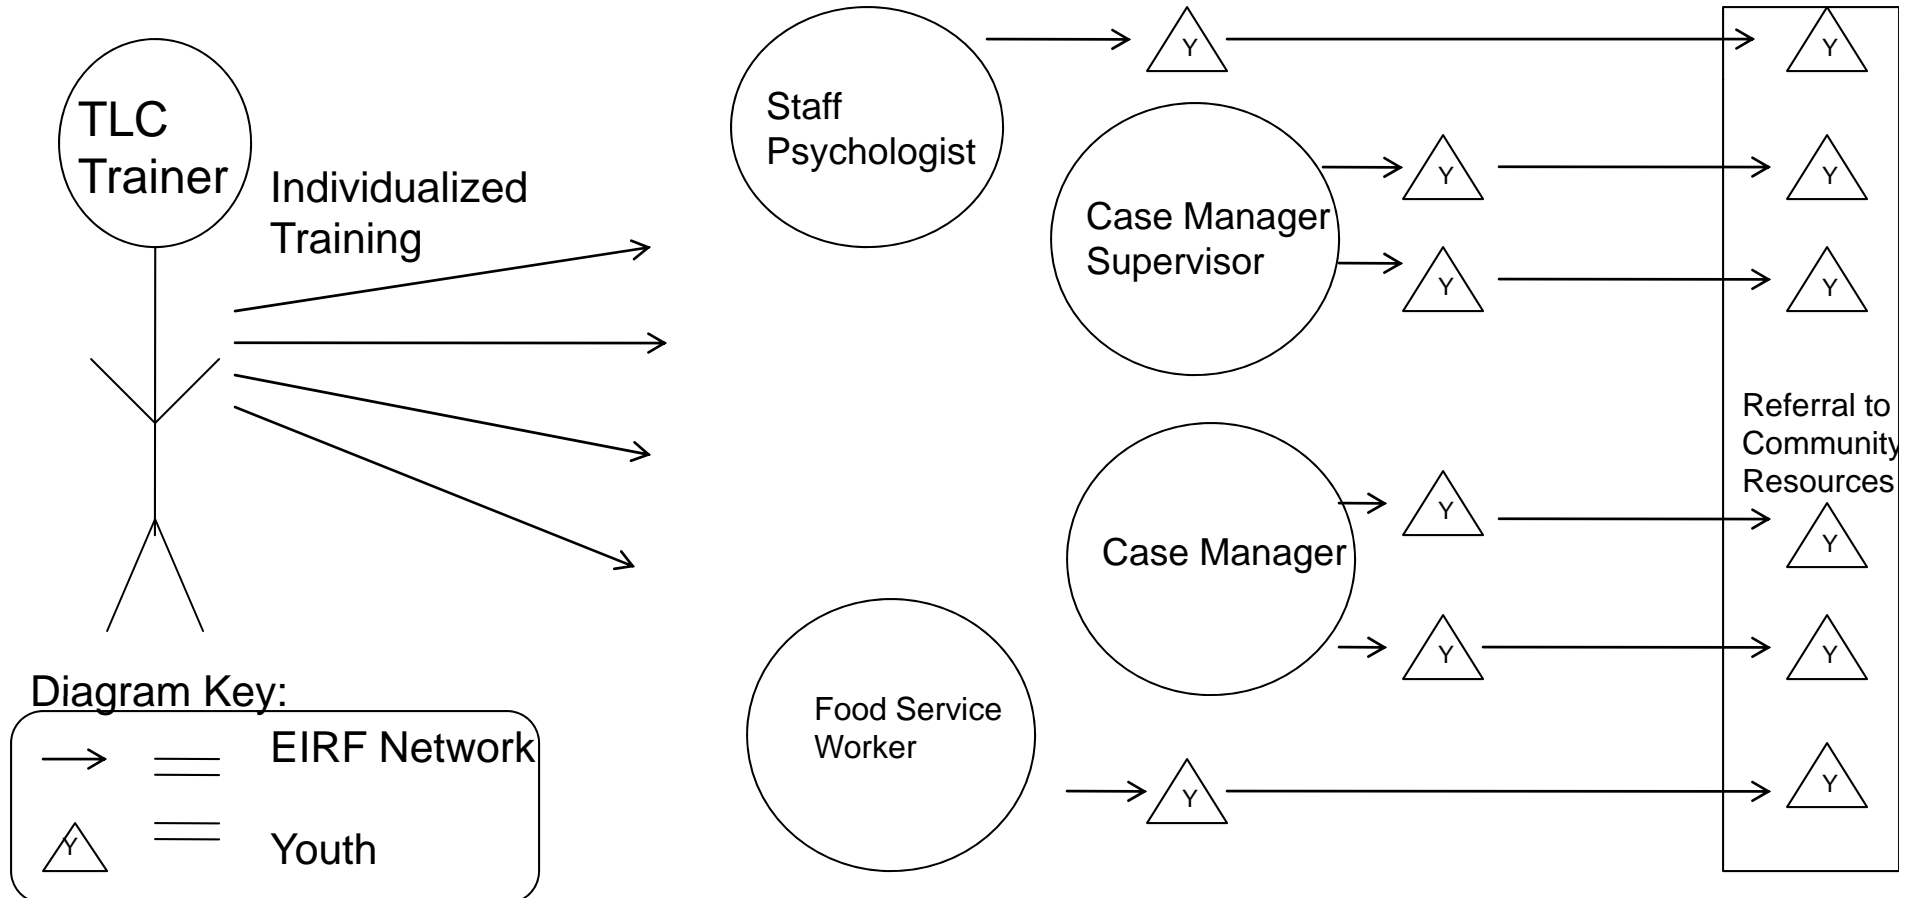 TLC
Trainer
Individualized
Training
Staff
Psychologist
Y
Y
Case Manager
Supervisor
Y
Y
Y
Y
Referral to
Community
Resources
Case Manager
Y
Y
Y
Y
Food Service
Worker
Y
Y
Diagram Key:
EIRF Network
Y
Youth